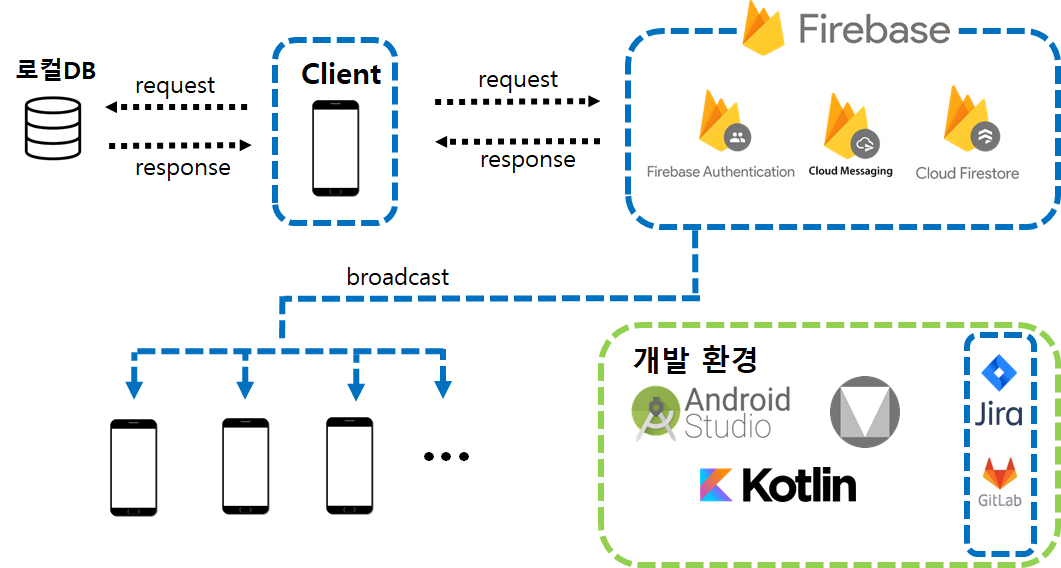 Firebase
로컬DB
Client
request
response
request
response
Firebase Authentication
Cloud Messaging
Cloud Firestore
broadcast
개발 환경
Android
Studio
Kotlin
Jira
GitLab